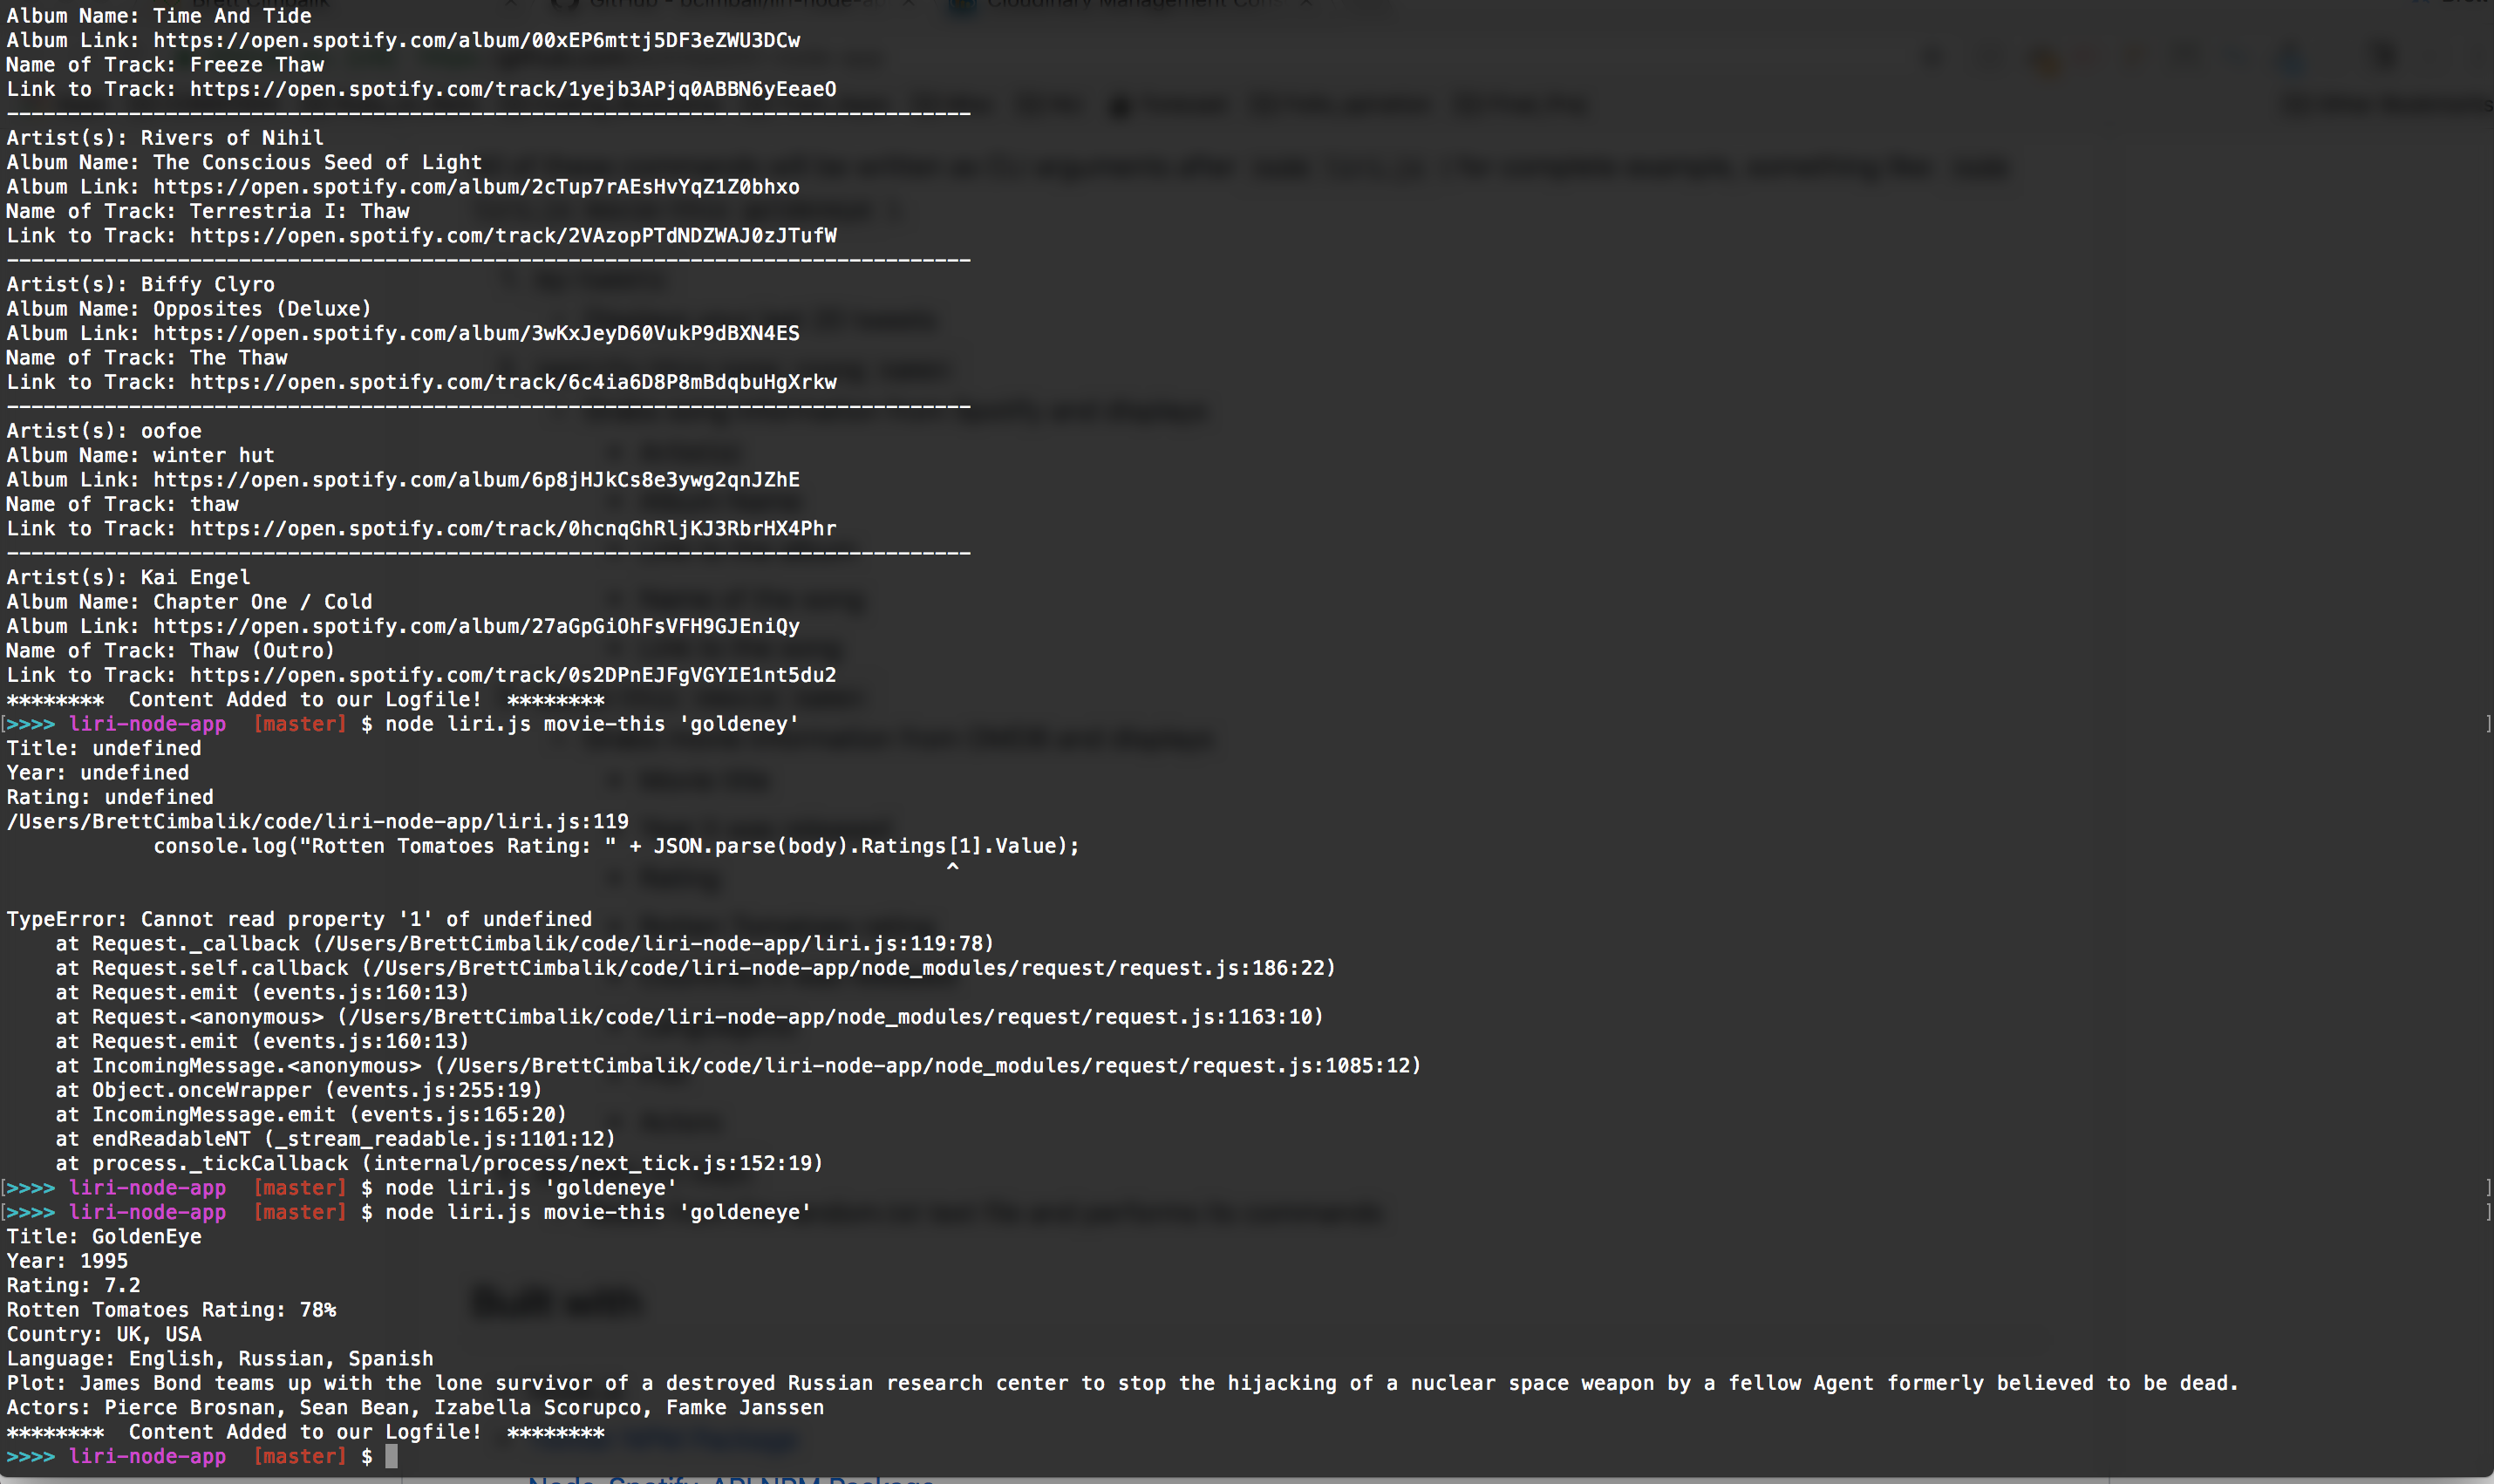 Album Name: Time And Tide
Album Link: https://open.spotify.com/album/00xEP6mttj5DF3eZWU3DCw
Name of Track: Freeze Thaw
Link to Track: https://open.spotify.com/track/1yejb3APjq0ABBN6yEeaeO
-------------------------------------------------------------------------------
Artist(s): Rivers of Nihil
Album Name: The Conscious Seed of Light
Album Link: https://open.spotify.com/album/2cTup7rAEsHvYqZ1Z0bhxo
Name of Track: Terrestria I: Thaw
Link to Track: https://open.spotify.com/track/2VAzopPTdNDZWAJ0zJTufW
-------------------------------------------------------------------------------
Artist(s): Biffy Clyro
Album Name: Opposites (Deluxe)
Album Link: https://open.spotify.com/album/3wKxJeyD60VukP9dBXN4ES
Name of Track: The Thaw
Link to Track: https://open.spotify.com/track/6c4ia6D8P8mBdqbuHgXrkw
-------------------------------------------------------------------------------
Artist(s): oofoe
Album Name: winter hut
Album Link: https://open.spotify.com/album/6p8jHJkCs8e3ywg2qnJZhE
Name of Track: thaw
Link to Track: https://open.spotify.com/track/0hcnqGhRljKJ3RbrHX4Phr
-------------------------------------------------------------------------------
Artist(s): Kai Engel
Album Name: Chapter One / Cold
Album Link: https://open.spotify.com/album/27aGpGiOhFsVFH9GJEniQy
Name of Track: Thaw (Outro)
Link to Track: https://open.spotify.com/track/0s2DPnEJFgVGYIE1nt5du2
********  Content Added to our Logfile!  ********
[>>>> liri-node-app  [master] $ node liri.js movie-this 'goldeney' ]
Title: undefined
Year: undefined
Rating: undefined
/Users/BrettCimbalik/code/liri-node-app/liri.js:119
            console.log("Rotten Tomatoes Rating: " + JSON.parse(body).Ratings[1].Value);
^
TypeError: Cannot read property '1' of undefined
    at Request._callback (/Users/BrettCimbalik/code/liri-node-app/liri.js:119:78)
    at Request.self.callback (/Users/BrettCimbalik/code/liri-node-app/node_modules/request/request.js:186:22)
    at Request.emit (events.js:160:13)
    at Request.<anonymous> (/Users/BrettCimbalik/code/liri-node-app/node_modules/request/request.js:1163:10)
    at Request.emit (events.js:160:13)
    at IncomingMessage.<anonymous> (/Users/BrettCimbalik/code/liri-node-app/node_modules/request/request.js:1085:12)
    at Object.onceWrapper (events.js:255:19)
    at IncomingMessage.emit (events.js:165:20)
    at endReadableNT (_stream_readable.js:1101:12)
    at process._tickCallback (internal/process/next_tick.js:152:19)
[>>>> liri-node-app  [master] $ node liri.js 'goldeneye' ]
[>>>> liri-node-app  [master] $ node liri.js movie-this 'goldeneye' ]
Title: GoldenEye
Year: 1995
Rating: 7.2
Rotten Tomatoes Rating: 78%
Country: UK, USA
Language: English, Russian, Spanish
Plot: James Bond teams up with the lone survivor of a destroyed Russian research center to stop the hijacking of a nuclear space weapon by a fellow Agent formerly believed to be dead.
Actors: Pierce Brosnan, Sean Bean, Izabella Scorupco, Famke Janssen
********  Content Added to our Logfile!  ********
>>>> liri-node-app  [master] $